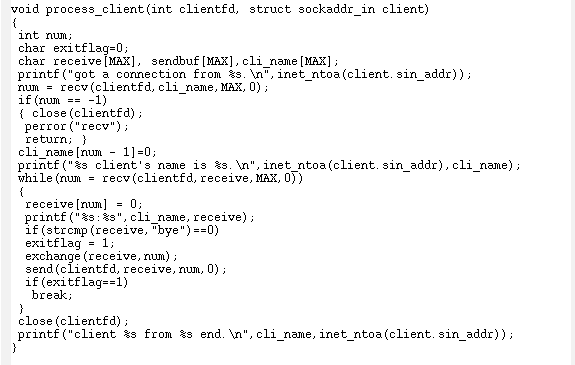 void process_client(int clientfd, struct sockaddr_in client)
{
int num;
char exitflag=0;
char receive[MAX], sendbuf[MAX],cli_name[MAX];
printf("got a connection from %s.\n",inet_ntoa(client.sin_addr));
num = recv(clientfd,cli_name,MAX,0);
if(num == -1)
{ close(clientfd);
perror("recv");
return; }
cli_name[num - 1]=0;
printf("%s client's name is %s.\n",inet_ntoa(client.sin_addr),cli_name);
while(num = recv(clientfd,receive,MAX,0))
{
receive[num] = 0;
printf("%s:%s",cli_name,receive);
if(strcmp(receive,"bye")==0)
exitflag = 1;
exchange(receive,num);
send(clientfd,receive,num,0);
if(exitflag==1)
break;
}
close(clientfd);
printf("client %s from %s end.\n",cli_name,inet_ntoa(client.sin_addr));
}